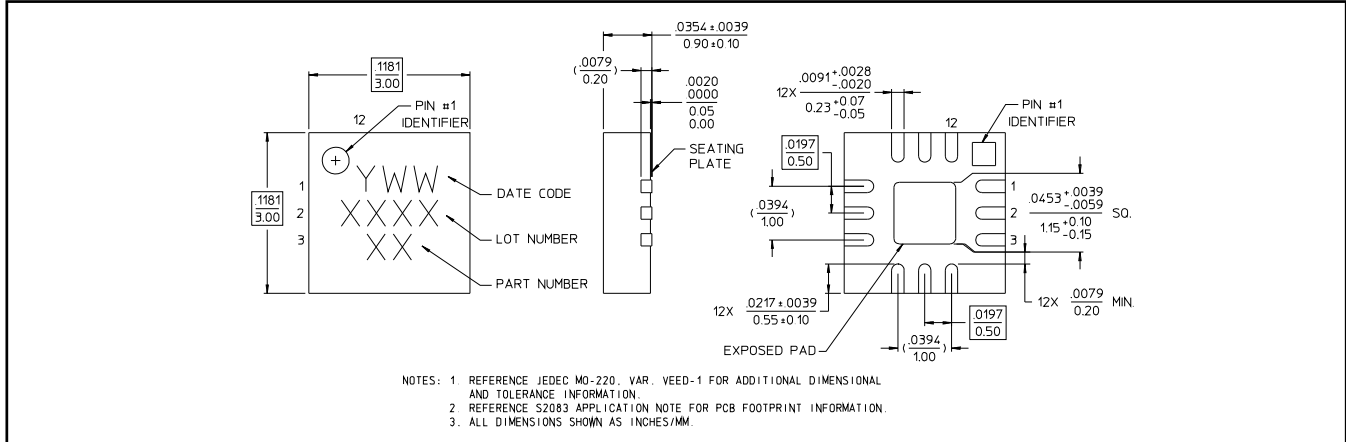 .1181
3.00
PIN #1
IDENTIFIER
12
.1181
3.00
1
2
3
YWW
XXXX
XX
DATE CODE
LOT NUMBER
PART NUMBER
.0354 ±.0039
0.90±0.10
(.0079
0.20)
.0020
.0000
0.05
0.00
SEATING
PLATE
12X .0091 +.0028 -.0020
0.23 +0.07 -0.05
12
PIN #1
IDENTIFIER
.0197
0.50
(.0394
1.00)
1
2
3
.0453 +.0039 -.0059
1.15 +0.10 -0.15
SQ.
12X .0217 ±.0039
0.55±0.10
EXPOSED PAD
(.0394
1.00)
.0197
0.50
12X .0079 MIN.
0.20
NOTES: 1. REFERENCE JEDEC MO-220, VAR. VEED-1 FOR ADDITIONAL DIMENSIONAL
AND TOLERANCE INFORMATION.
2. REFERENCE S2083 APPLICATION NOTE FOR PCB FOOTPRINT INFORMATION.
3. ALL DIMENSIONS SHOWN AS INCHES/MM.